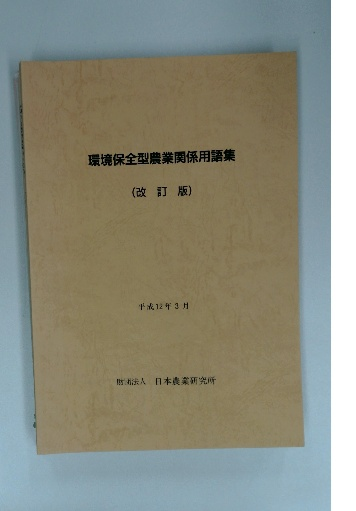 環境保全型農業関係用語集
(改訂版)
平成12年3月
財団法人 日本農業研究所